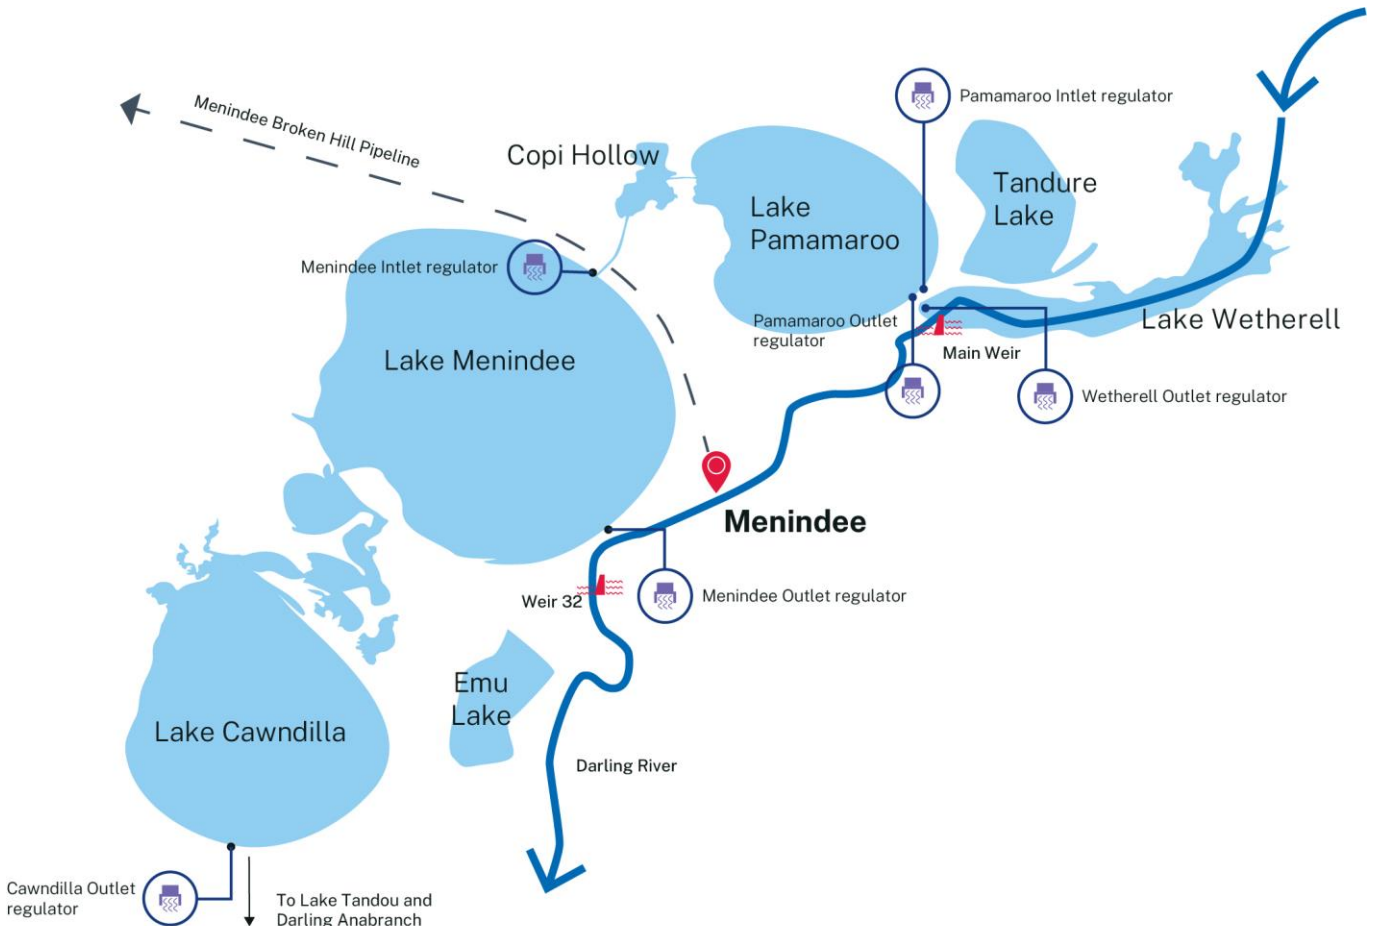 Pamamaroo Intlet regulator
Menindee Broken Hill Pipeline
Copi Hollow
Tandure
Lake
Lake
Pamamaroo
Menindee Intlet regulator
Pamamaroo Outlet
regulator
Lake Wetherell
Main Weir
Lake Menindee
Wetherell Outlet regulator
Menindee
Weir 32
Menindee Outlet regulator
Emu
Lake
Lake Cawndilla
Darling River
Cawndilla Outlet
regulator
To Lake Tandou and
Darling Anabranch